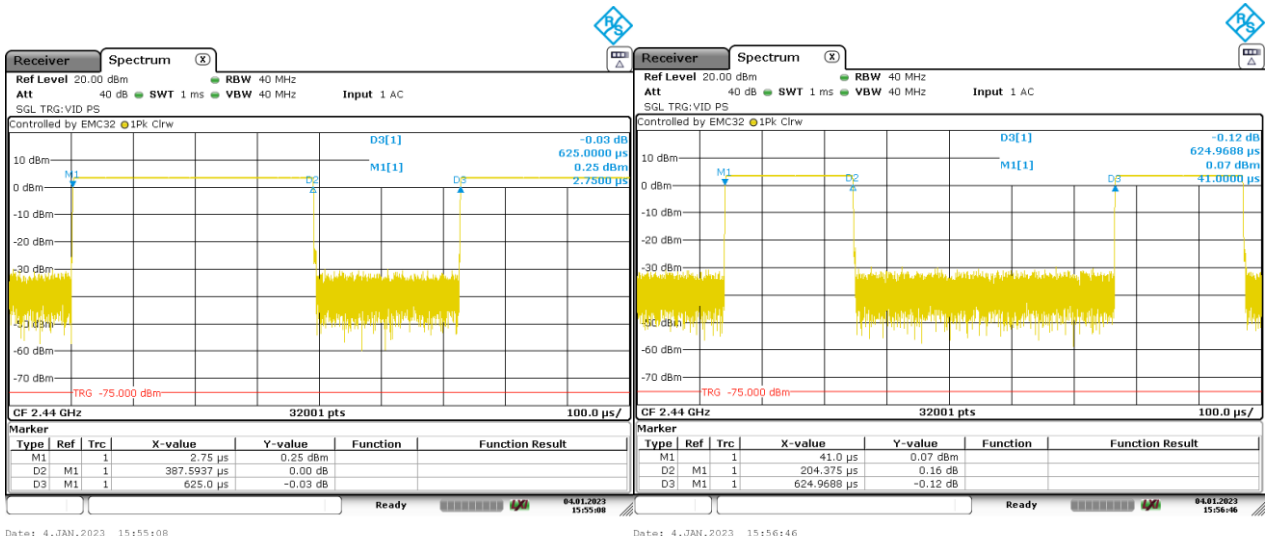 R&S
Receiver Spectrum X
Ref Level 20.00 dBm RBW 40 MHz
Att 40 dB SWT 1 ms VBW 40 MHz Input 1 AC
SGL TRG:VID PS
Controlled by EMC32 1Pk Clrw
D3[1] -0.03 dB
625.0000 µs
10 dBm
M1[1] 0.25 dBm
2.7500 µs
M1 D2 D3
0 dBm
-10 dBm
-20 dBm
-30 dBm
-50 dBm
-60 dBm
-70 dBm
TRG -75.000 dBm
CF 2.44 GHz 32001 pts 100.0 µs/
Marker
Type Ref Trc X-value Y-value Function Function Result
M1 1 2.75 µs 0.25 dBm
D2 M1 1 387.5937 µs 0.00 dB
D3 M1 1 625.0 µs -0.03 dB
Ready LXI 04.01.2023
15:55:08
Date: 4.JAN.2023 15:55:08
R&S
Receiver Spectrum X
Ref Level 20.00 dBm RBW 40 MHz
Att 40 dB SWT 1 ms VBW 40 MHz Input 1 AC
SGL TRG:VID PS
Controlled by EMC32 1Pk Clrw
D3[1] -0.12 dB
624.9688 µs
10 dBm
M1[1] 0.07 dBm
41.0000 µs
M1 D2 D3
0 dBm
-10 dBm
-20 dBm
-30 dBm
-50 dBm
-60 dBm
-70 dBm
TRG -75.000 dBm
CF 2.44 GHz 32001 pts 100.0 µs/
Marker
Type Ref Trc X-value Y-value Function Function Result
M1 1 41.0 µs 0.07 dBm
D2 M1 1 204.375 µs 0.16 dB
D3 M1 1 624.9688 µs -0.12 dB
Ready LXI 04.01.2023
15:56:46
Date: 4.JAN.2023 15:56:46